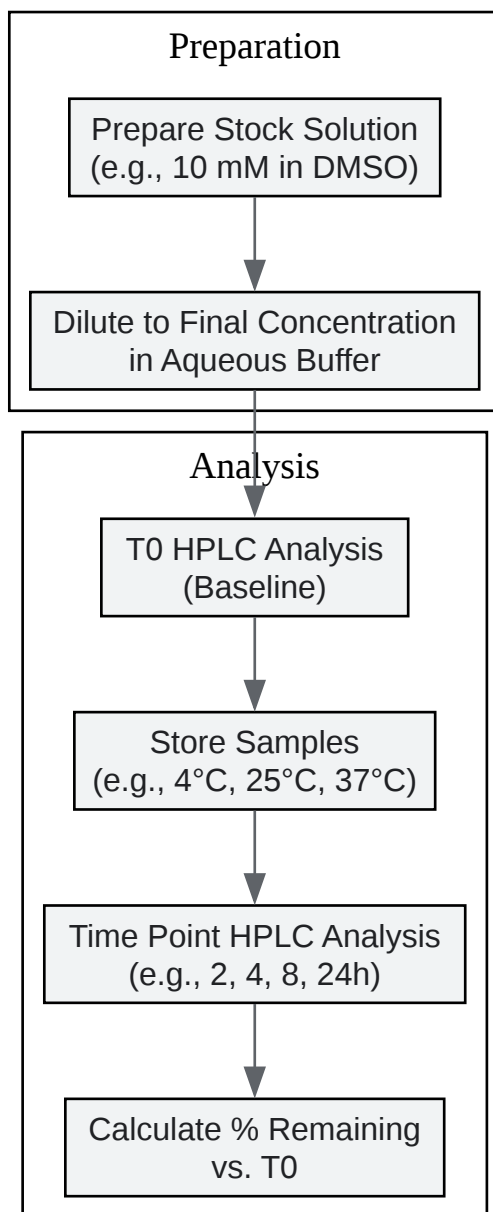 Preparation
Prepare Stock Solution
(e.g., 10 mM in DMSO)
Dilute to Final Concentration
in Aqueous Buffer
Analysis
T0 HPLC Analysis
(Baseline)
Store Samples
(e.g., 4°C, 25°C, 37°C)
Time Point HPLC Analysis
(e.g., 2, 4, 8, 24h)
Calculate % Remaining
vs. T0